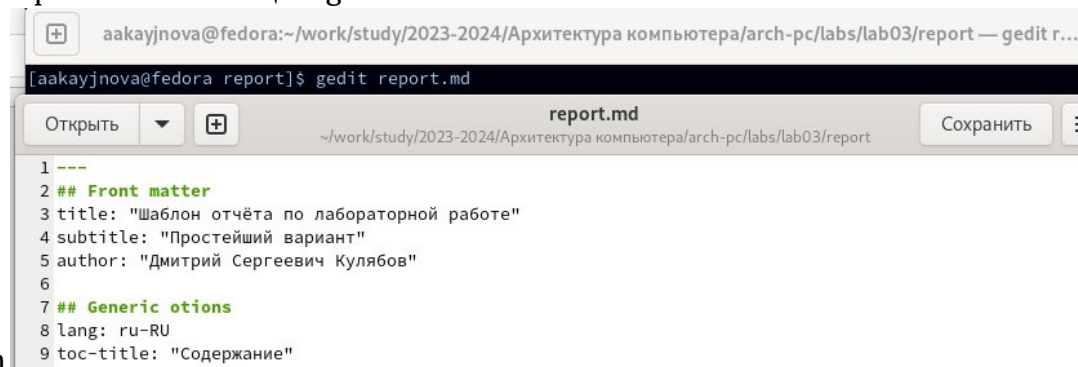 aakayjnova@fedora:~/work/study/2023-2024/Архитектура компьютера/arch-pc/labs/lab03/report — gedit r...
[aakayjnova@fedora report]$ gedit report.md
Открыть
report.md
~/work/study/2023-2024/Архитектура компьютера/arch-pc/labs/lab03/report
Сохранить
1 ---
2 ## Front matter
3 title: "Шаблон отчёта по лабораторной работе"
4 subtitle: "Простейший вариант"
5 author: "Дмитрий Сергеевич Кулябов"
6
7 ## Generic otions
8 lang: ru-RU
9 toc-title: "Содержание"